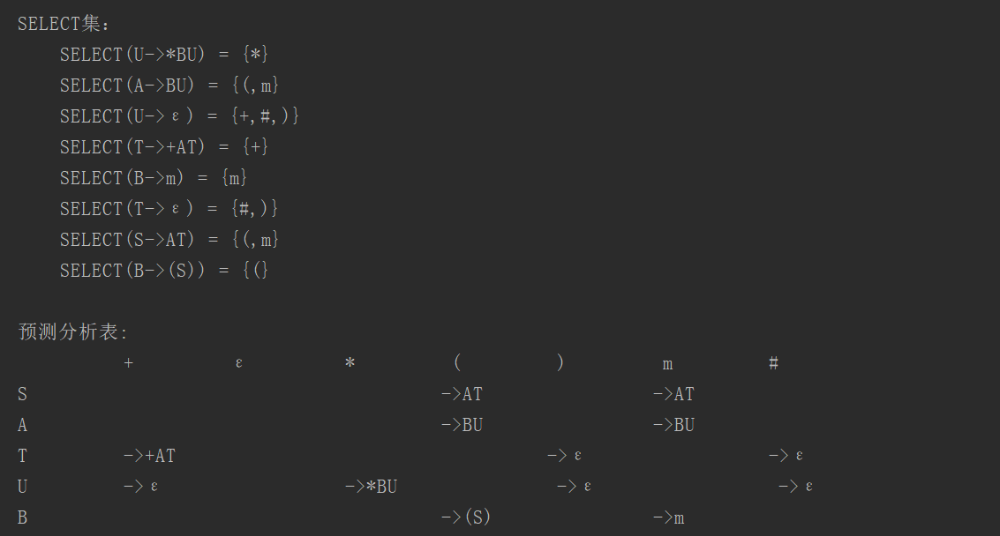 SELECT集:
SELECT(U->*BU) = {*}
SELECT(A->BU) = {(,m}
SELECT(U->ε) = {+,#,)}
SELECT(T->+AT) = {+}
SELECT(B->m) = {m}
SELECT(T->ε) = {#,)}
SELECT(S->AT) = {(,m}
SELECT(B->(S)) = {(}
预测分析表:
+ ε * ( ) m #
S ->AT ->AT
A ->BU ->BU
T ->+AT ->ε ->ε
U ->ε ->*BU ->ε ->ε
B ->(S) ->m